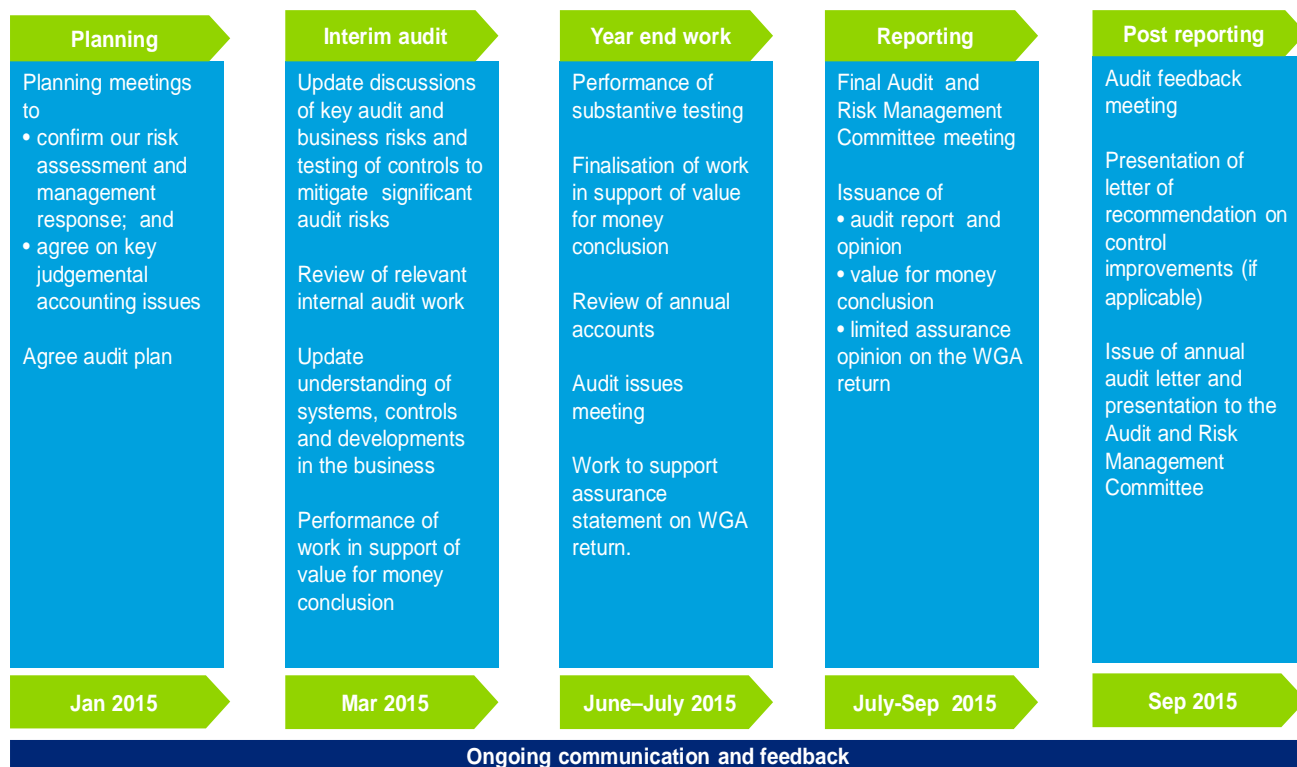 Planning
Planning meetings
to
• confirm our risk
assessment and
management
response; and
• agree on key
judgemental
accounting issues
Agree audit plan
Jan 2015
Interim audit
Update discussions
of key audit and
business risks and
testing of controls to
mitigate significant
audit risks
Review of relevant
internal audit work
Update
understanding of
systems, controls
and developments
in the business
Performance of
work in support of
value for money
conclusion
Mar 2015
Year end work
Performance of
substantive testing
Finalisation of work
in support of value
for money
conclusion
Review of annual
accounts
Audit issues
meeting
Work to support
assurance
statement on WGA
return.
June–July 2015
Reporting
Final Audit and
Risk Management
Committee meeting
Issuance of
• audit report and
opinion
• value for money
conclusion
• limited assurance
opinion on the WGA
return
July-Sep 2015
Post reporting
Audit feedback
meeting
Presentation of
letter of
recommendation on
control
improvements (if
applicable)
Issue of annual
audit letter and
presentation to the
Audit and Risk
Management
Committee
Sep 2015
Ongoing communication and feedback